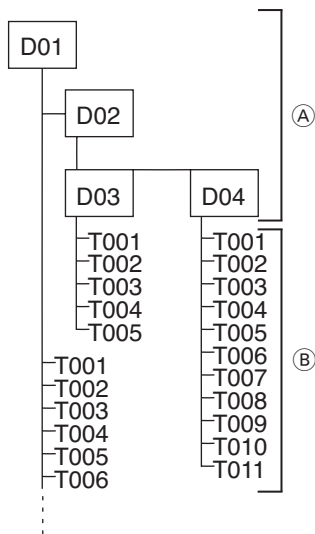 D01
Ⓐ
D02
D03 D04
T001 T001
T002 T002
T003 T003
T004 T004
T005 T005
T006
T001 T007 Ⓑ
T002 T008
T003 T009
T004 T010
T005 T011
T006